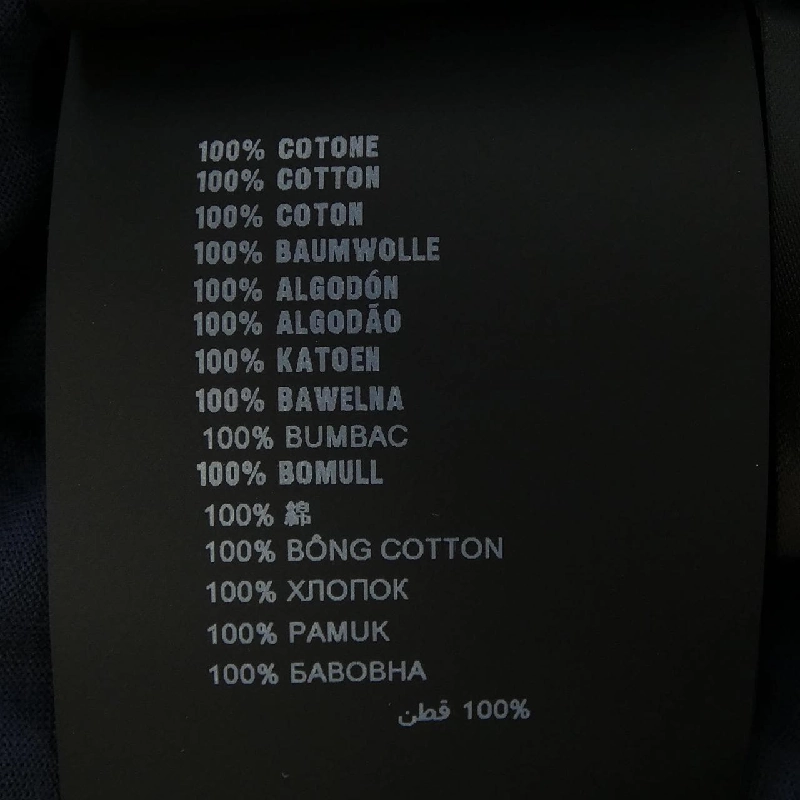 100% COTONE
100% COTTON
100% COTON
100% BAUMWOLLE
100% ALGODÓN
100% ALGODÃO
100% KATOEN
100% BAWELNA
100% BUMBAC
100% BOMULL
100% 綿
100% BÔNG COTTON
100% ХЛОПОК
100% PAMUK
100% БАВОВНА
100% قطن